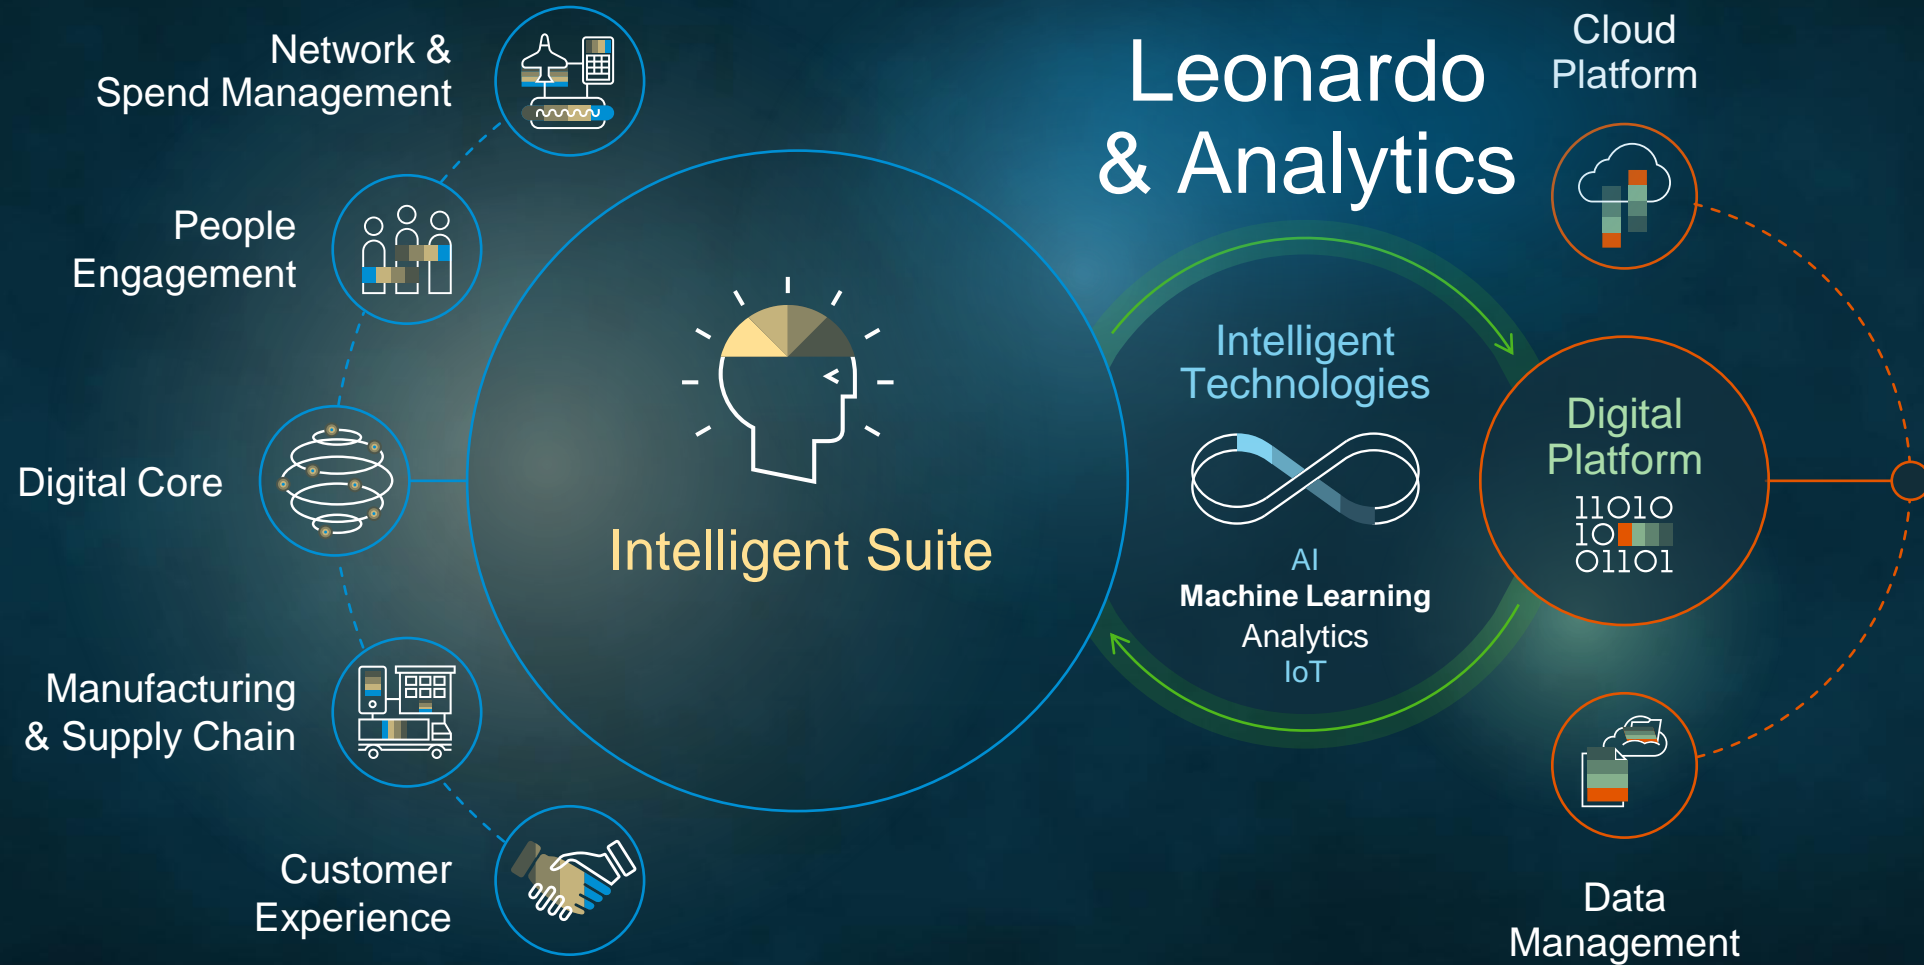 Network &
Spend Management
People
Engagement
Digital Core
Manufacturing
& Supply Chain
Customer
Experience
Intelligent Suite
Leonardo
& Analytics
Intelligent
Technologies
AI
Machine Learning
Analytics
IoT
Cloud
Platform
Digital
Platform
11010
10
01101
Data
Management